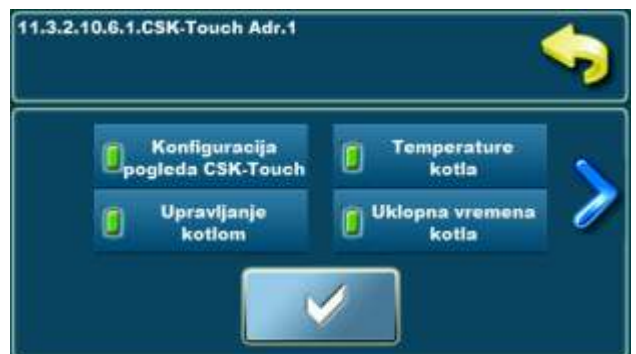 11.3.2.10.6.1.CSK-Touch Adr.1
Konfiguracija
pogleda CSK-Touch
Temperature
kotla
Upravljanje
kotlom
Uklopna vremena
kotla